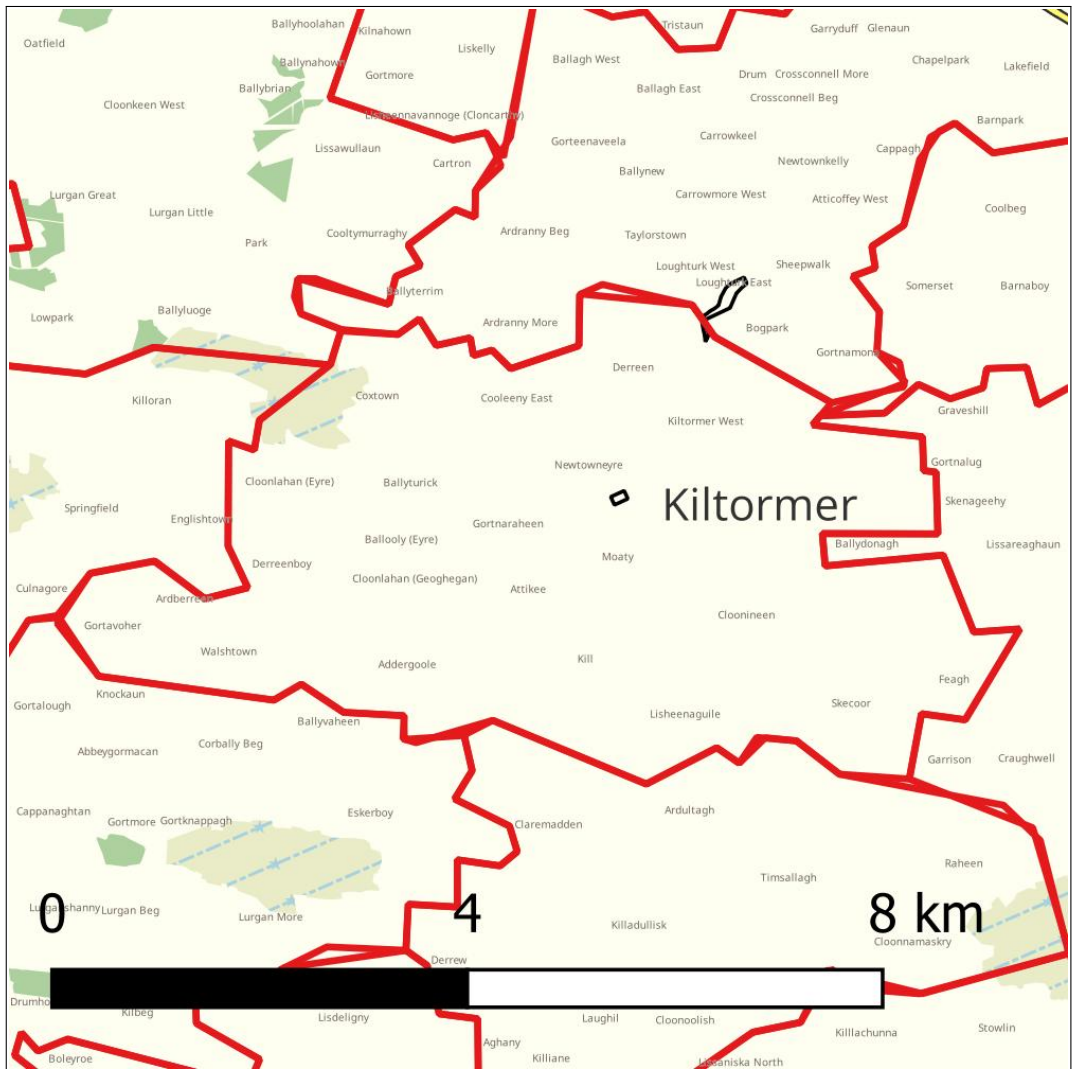 Ballyhoolahan
Kilnahown
Tristaun
Garryduff
Glenaun
Oatfield
Liskelly
Ballynahown
Ballagh West
Chapelpark
Lakefield
Gortmore
Drum
Crossconnell More
Ballybrian
Ballagh East
Crossconnell Beg
Cloonkeen West
Barnpark
Carrowkeel
Gorteenaveela
Lissawullaun
Cappagh
Cartron
Newtownkelly
Ballynew
Lurgan Great
Carrowmore West
Atticoffey West
Lurgan Little
Coolbeg
Cooltymurraghy
Ardranny Beg
Taylorstown
Park
Loughturk West
Sheepwalk
Loughturk East
Ballyterrim
Somerset
Barnaboy
Ballyluoge
Lowpark
Ardranny More
Bogpark
Gortnamona
Derreen
Killoran
Coxtown
Cooleeny East
Graveshill
Kiltormer West
Newtowneyre
Gortnalug
Cloonlahan (Eyre)
Ballyturick
Kiltormer
Skenageehy
Springfield
Englishtown
Gortnaraheen
Ballooly (Eyre)
Ballydonagh
Lissareaghaun
Moaty
Derreenboy
Cloonlahan (Geoghegan)
Attikee
Culnagore
Ardberreen
Cloonineen
Gortavoher
Walshtown
Addergoole
Kill
Feagh
Knockaun
Gortalough
Skecoor
Lisheenaguile
Ballyvaheen
Corbally Beg
Abbeygormacan
Garrison
Craughwell
Cappanaghtan
Gortmore
Gortknappagh
Eskerboy
Ardultagh
Claremadden
Raheen
Timsallagh
Lurgan Beg
Lurgan More
0
4
8 km
Killadullisk
Cloonnamaskry
Derrew
Kilbeg
Lisdeligny
Laughil
Cloonoolish
Killlachunna
Stowlin
Aghany
Boleyroe
Killiane
Lissaniska North